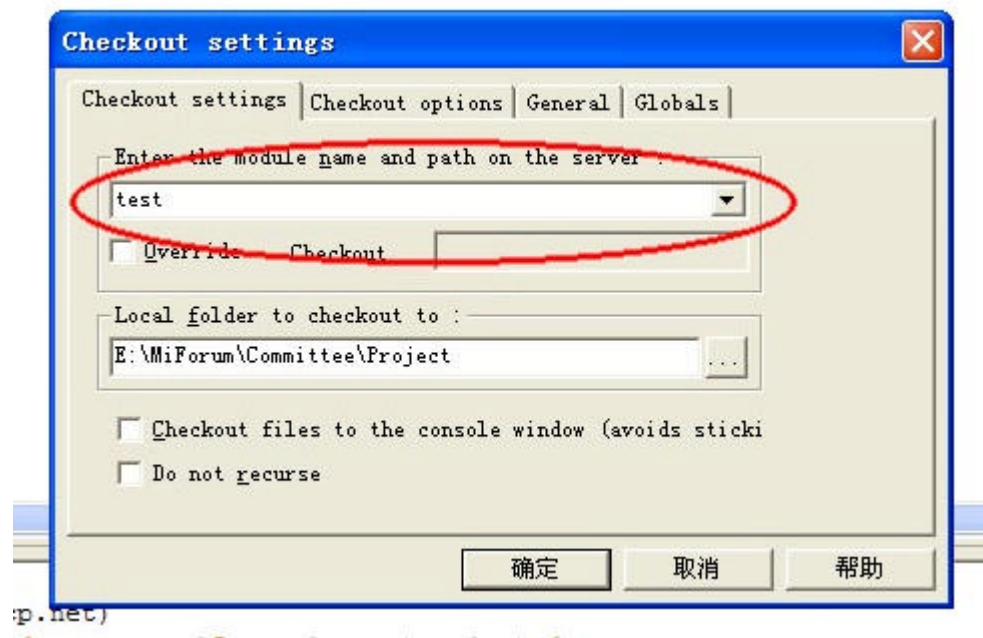 Checkout settings
Checkout settings Checkout options General Globals
Enter the module name and path on the server :
test
Override Checkout
Local folder to checkout to :
E:\MiForum\Committee\Project
...
Checkout files to the console window (avoids sticki
Do not recurse
确定 取消 帮助
cp.net)